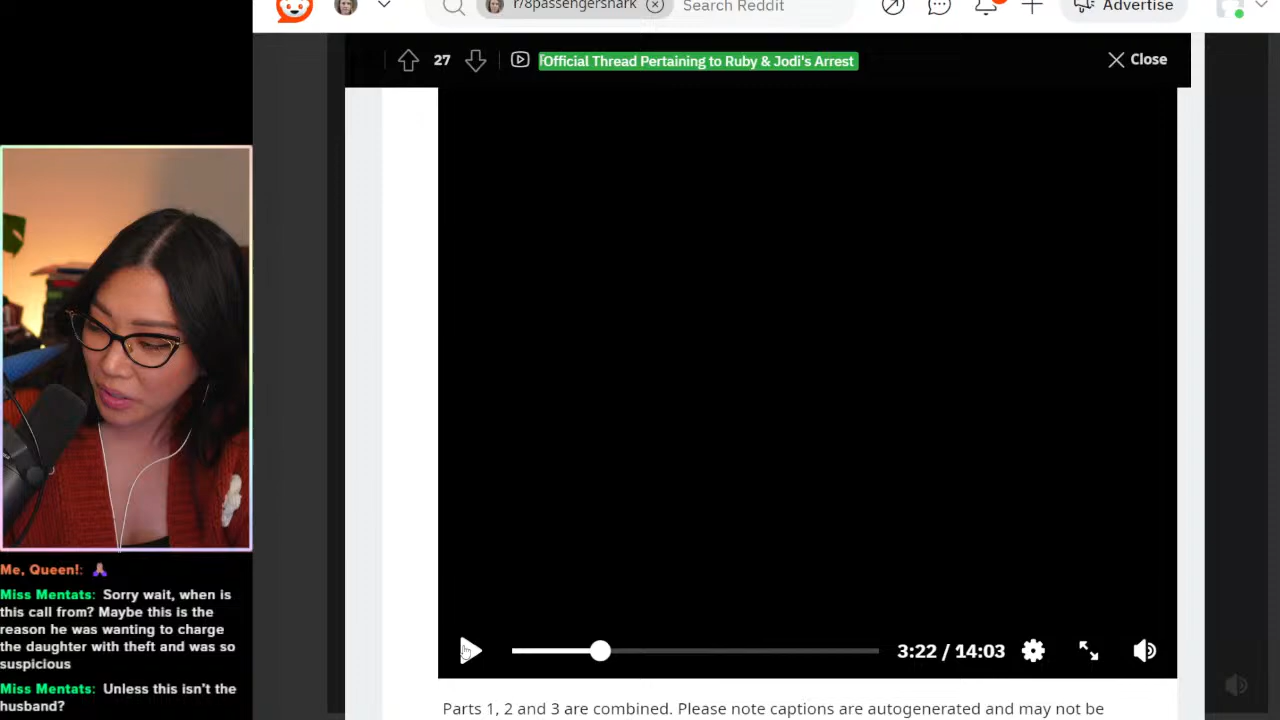 r/8passengersnark
Search Reddit
Advertise
27
Official Thread Pertaining to Ruby & Jodi's Arrest
Close
3:22 / 14:03
Parts 1, 2 and 3 are combined. Please note captions are autogenerated and may not be
Me, Queen!: 🙏🏽
Miss Mentats: Sorry wait, when is
this call from? Maybe this is the
reason he was wanting to charge
the daughter with theft and was so
suspicious
Miss Mentats: Unless this isn't the
husband?